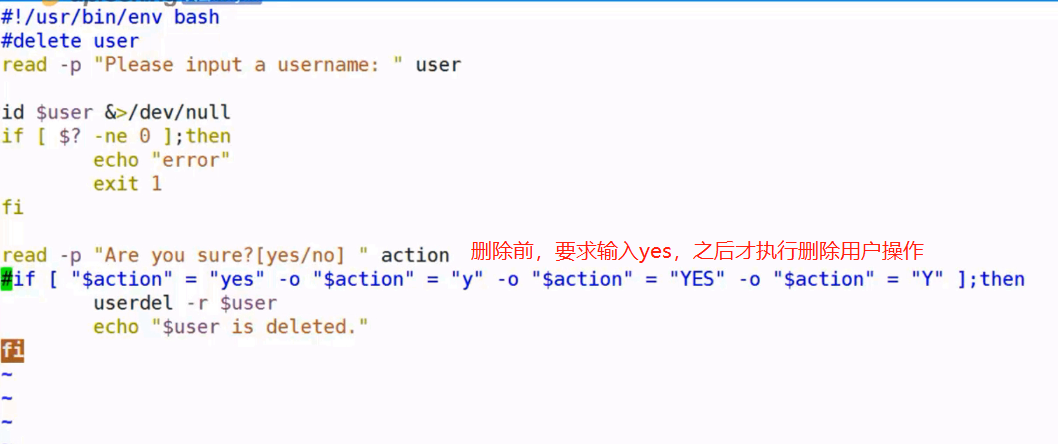 #!/usr/bin/env bash
#delete user
read -p "Please input a username: " user
id $user &>/dev/null
if [ $? -ne 0 ];then
        echo "error"
        exit 1
fi
read -p "Are you sure?[yes/no] " action 删除前，要求输入yes，之后才执行删除用户操作
#if [ "$action" = "yes" -o "$action" = "y" -o "$action" = "YES" -o "$action" = "Y" ];then
        userdel -r $user
        echo "$user is deleted."
fi
~
~
~